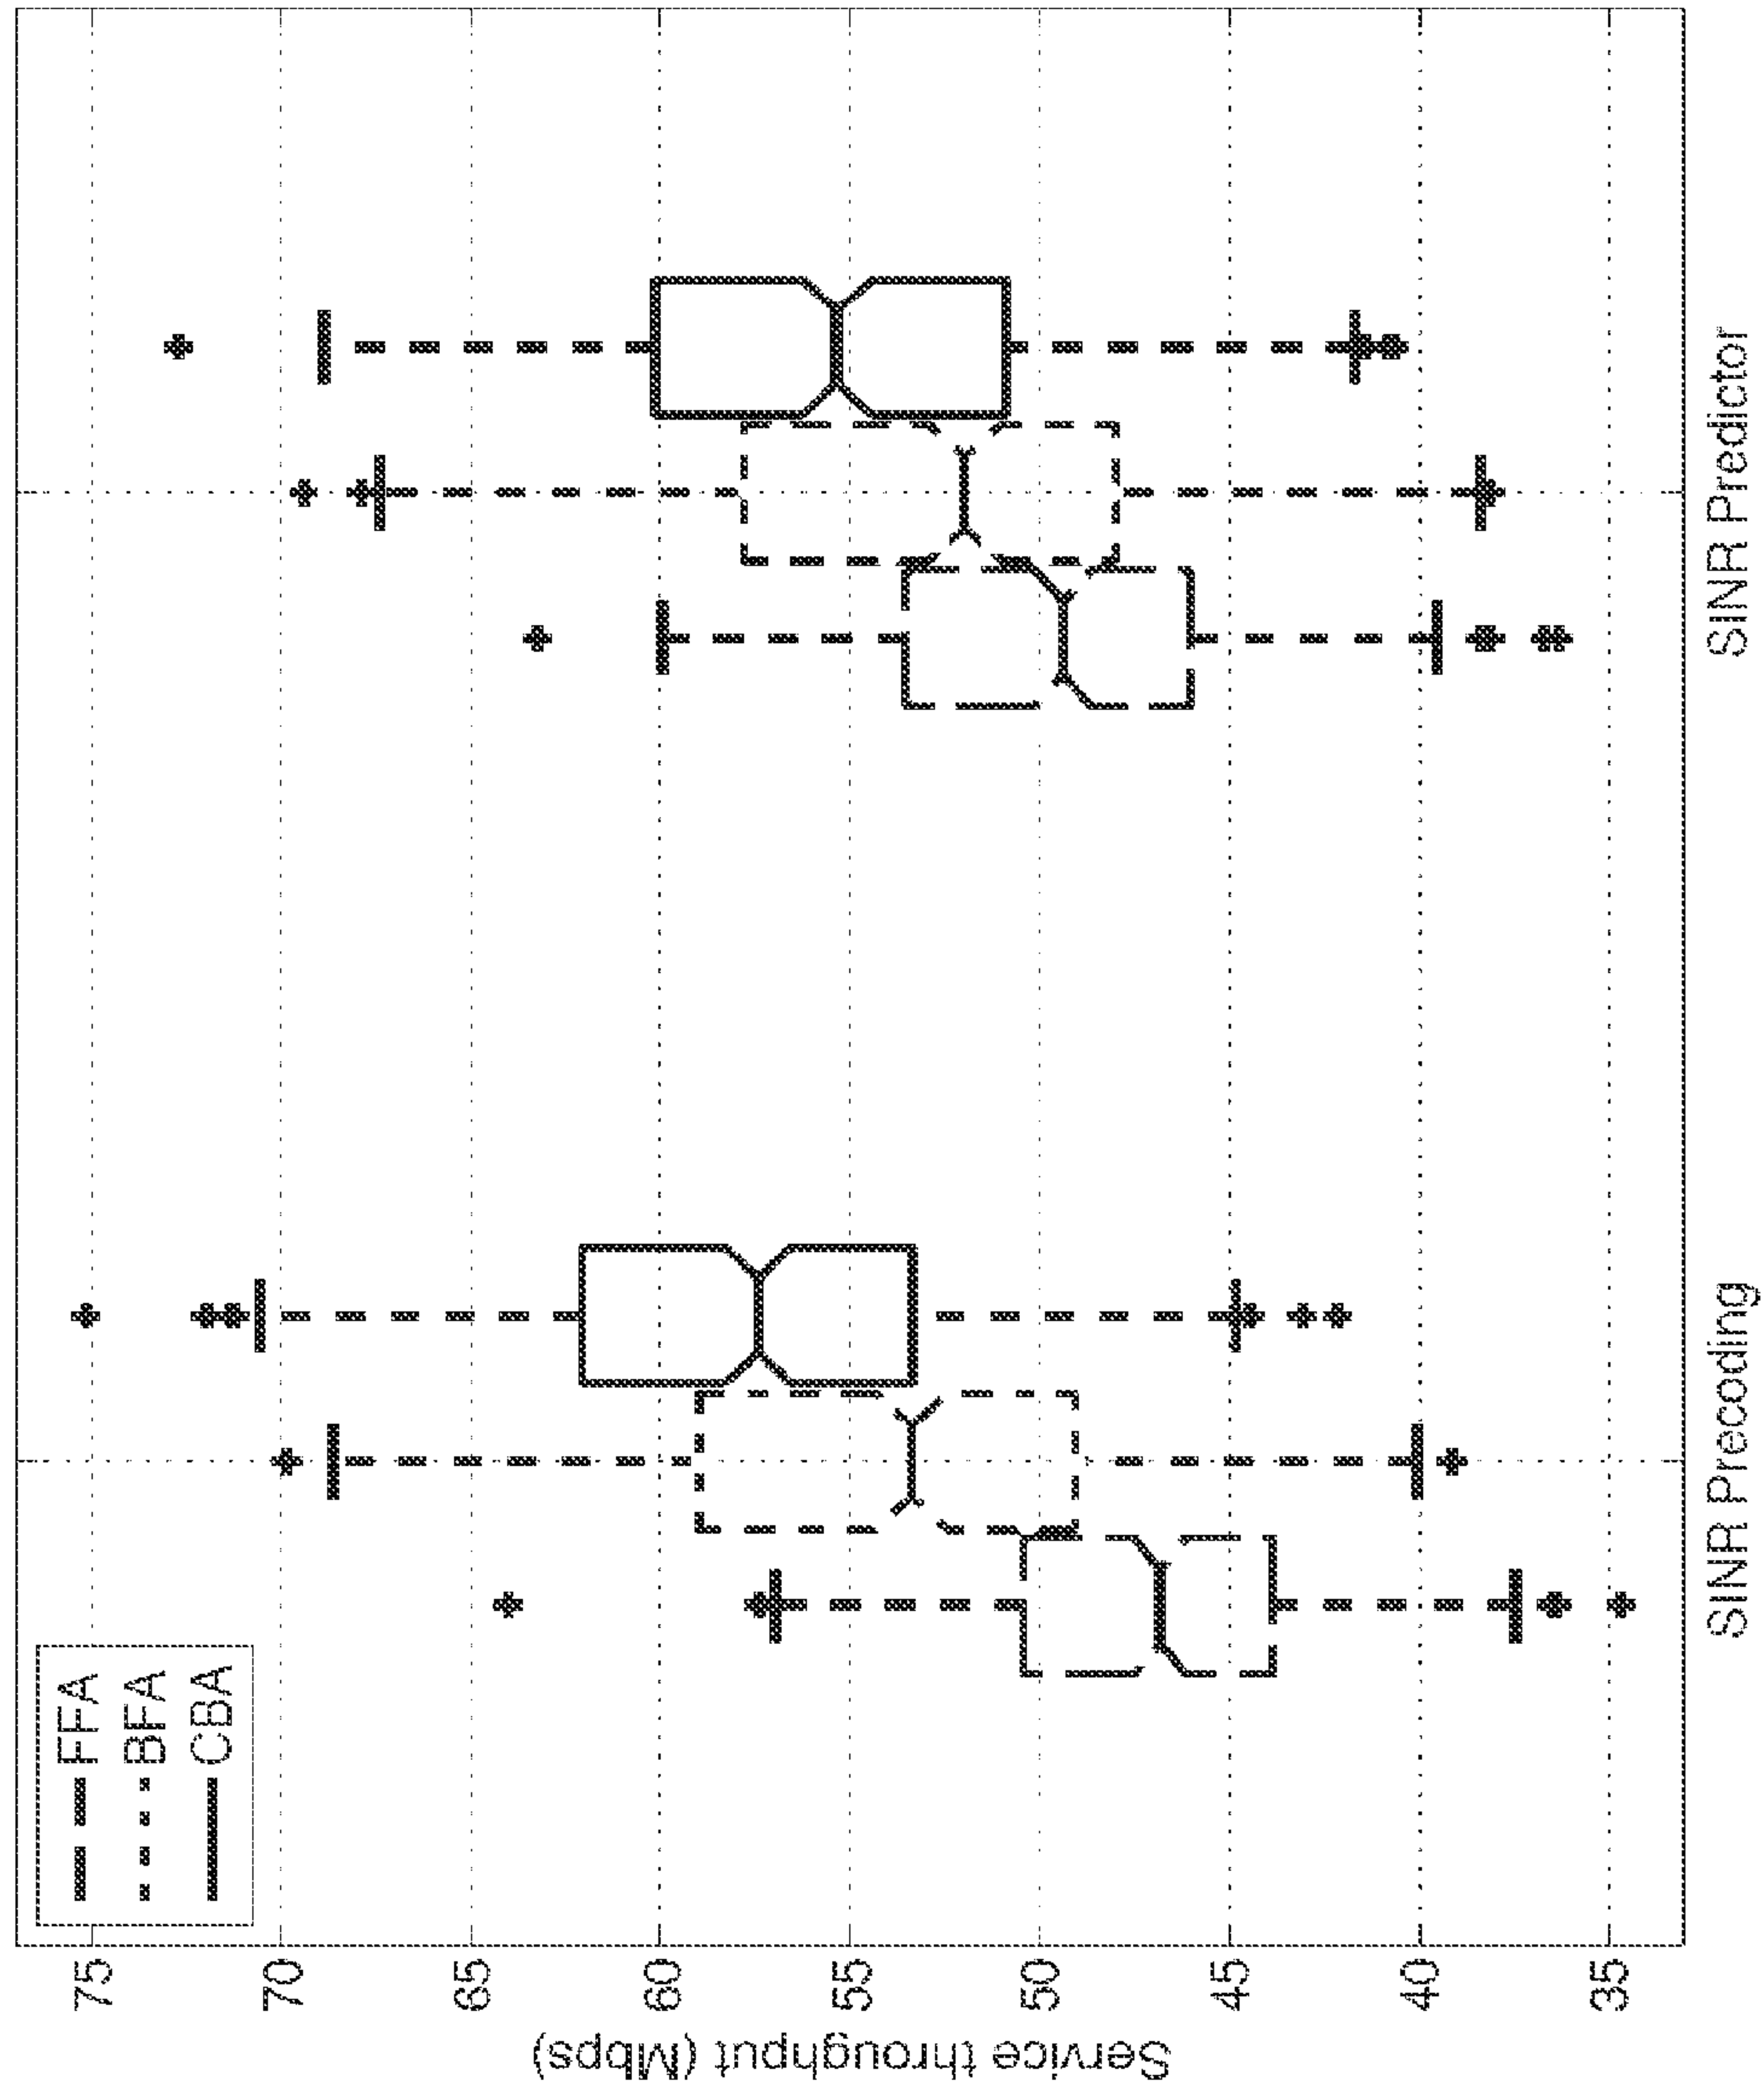 FFA
BFA
CBA
75
70
65
60
55
50
45
40
35
Service throughput (Mbps)
SINR Precoding
SINR Predictor